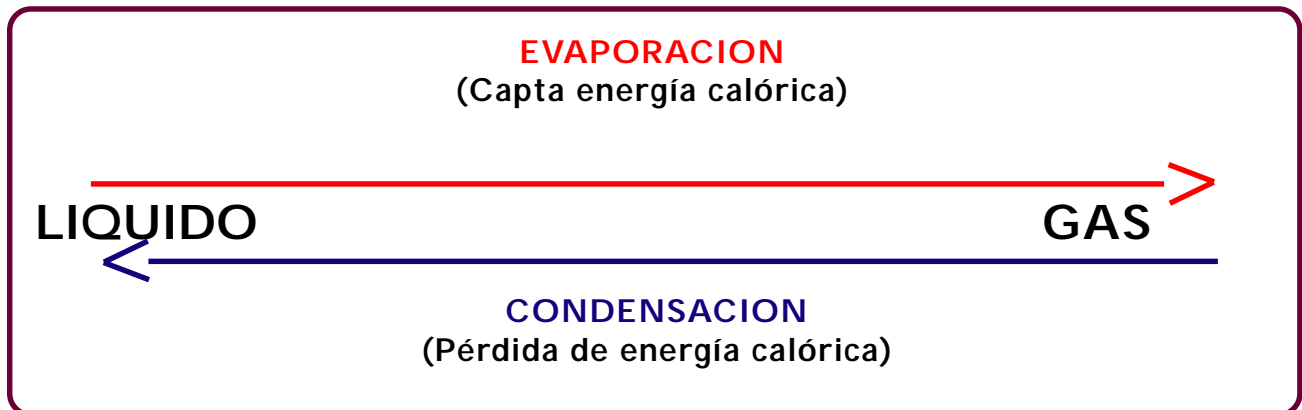 EVAPORACION
(Capta energía calórica)
LIQUIDO GAS
CONDENSACION
(Pérdida de energía calórica)